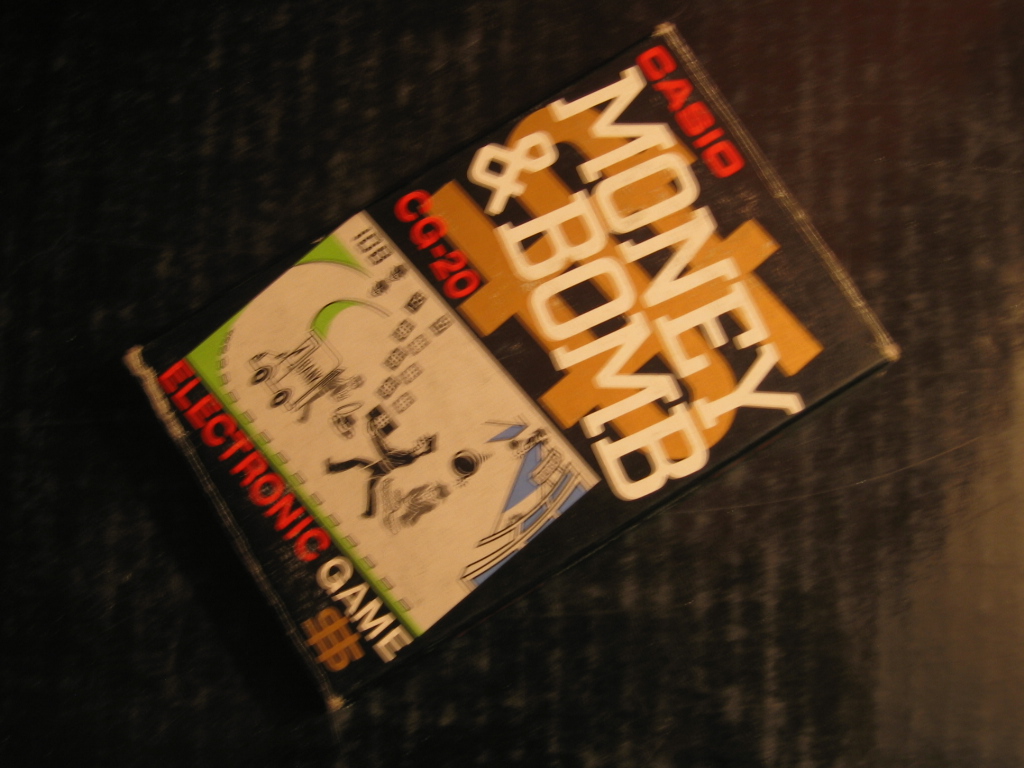 CASIO
MONEY
& BOMB
CG-20
ELECTRONIC GAME